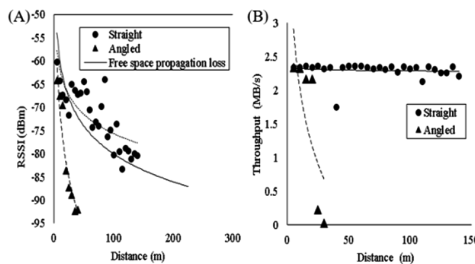 (A)
-50
-55
-60
-65
-70
-75
-80
-85
-90
-95
RSSI (dBm)
Straight
Angled
Free space propagation loss
0
100
200
300
Distance (m)
(B)
3
2.5
2
1.5
1
0.5
0
Throughput (MB/s)
Straight
Angled
0
50
100
150
Distance (m)